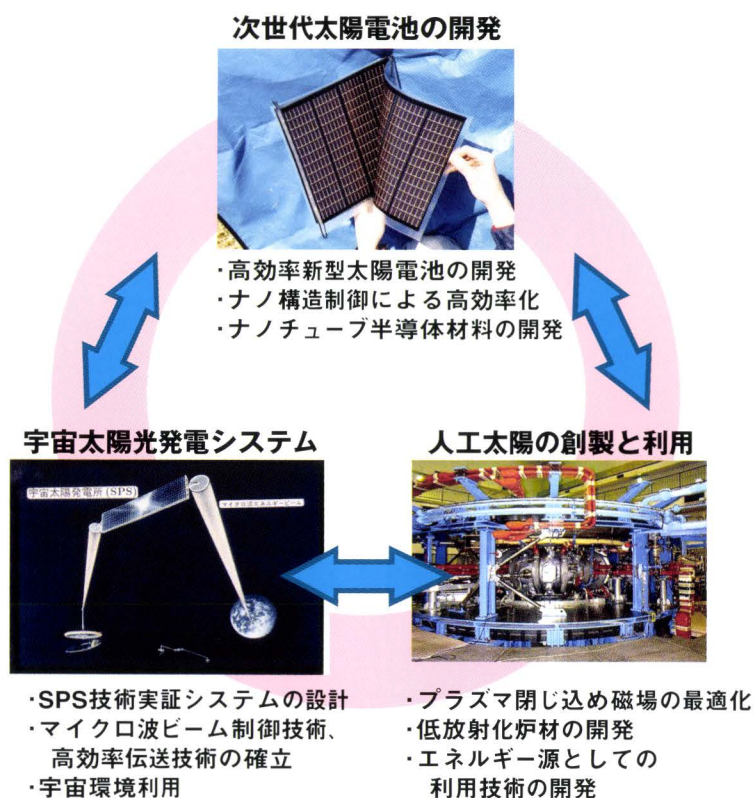 次世代太陽電池の開発
・高効率新型太陽電池の開発
・ナノ構造制御による高効率化
・ナノチューブ半導体材料の開発
宇宙太陽光発電システム
宇宙太陽発電所(SPS)
マイクロ波エネルギービーム
・SPS技術実証システムの設計
・マイクロ波ビーム制御技術、
高効率伝送技術の確立
・宇宙環境利用
人工太陽の創製と利用
・プラズマ閉じ込め磁場の最適化
・低放射化炉材の開発
・エネルギー源としての
利用技術の開発